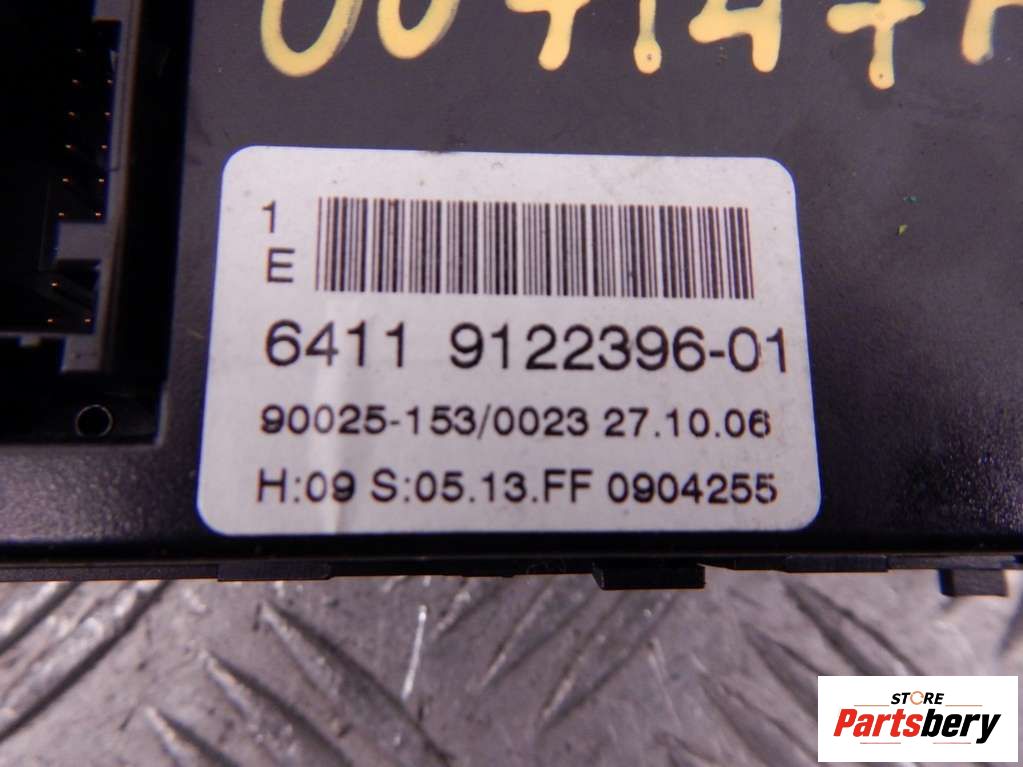 1
E
6411 9122396-01
90025-153/0023 27.10.06
H:09 S:05.13.FF 0904255
STORE
Partsbery